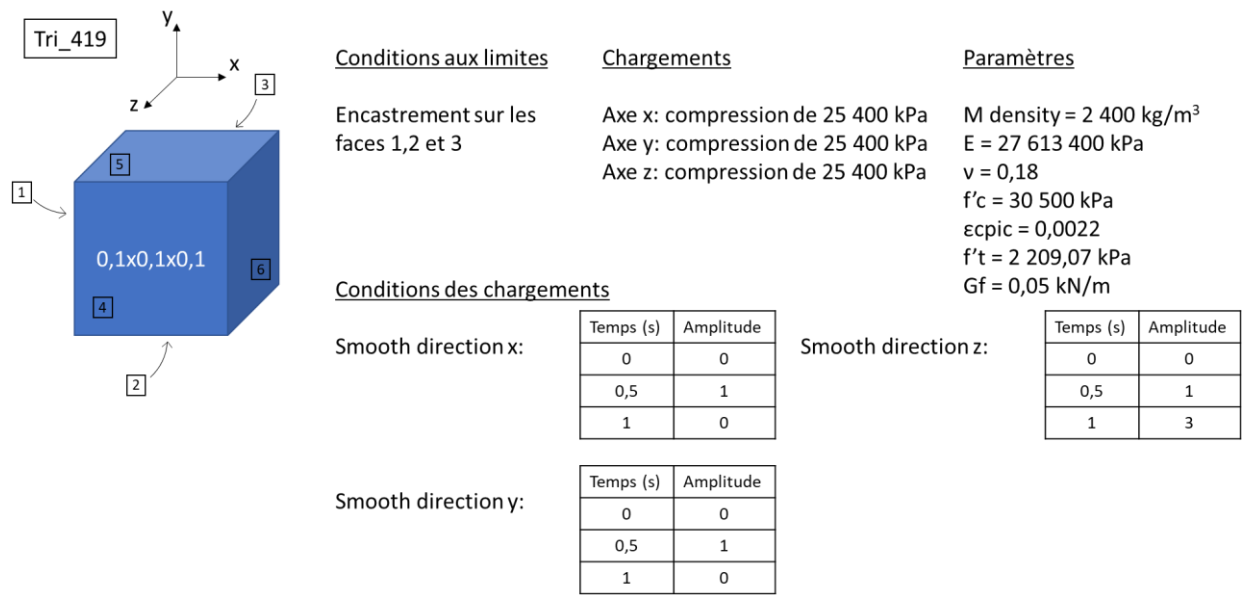 Tri_419
y
x
z
3
5
1
0,1x0,1x0,1
6
4
2
Conditions aux limites
Encastrement sur les
faces 1,2 et 3
Chargements
Axe x: compression de 25 400 kPa
Axe y: compression de 25 400 kPa
Axe z: compression de 25 400 kPa
Paramètres
M density = 2 400 kg/m³
E = 27 613 400 kPa
ν = 0,18
f’c = 30 500 kPa
εcpic = 0,0022
f’t = 2 209,07 kPa
Gf = 0,05 kN/m
Conditions des chargements
Smooth direction x:
Temps (s) Amplitude
0 0
0,5 1
1 0
Smooth direction z:
Temps (s) Amplitude
0 0
0,5 1
1 3
Smooth direction y:
Temps (s) Amplitude
0 0
0,5 1
1 0